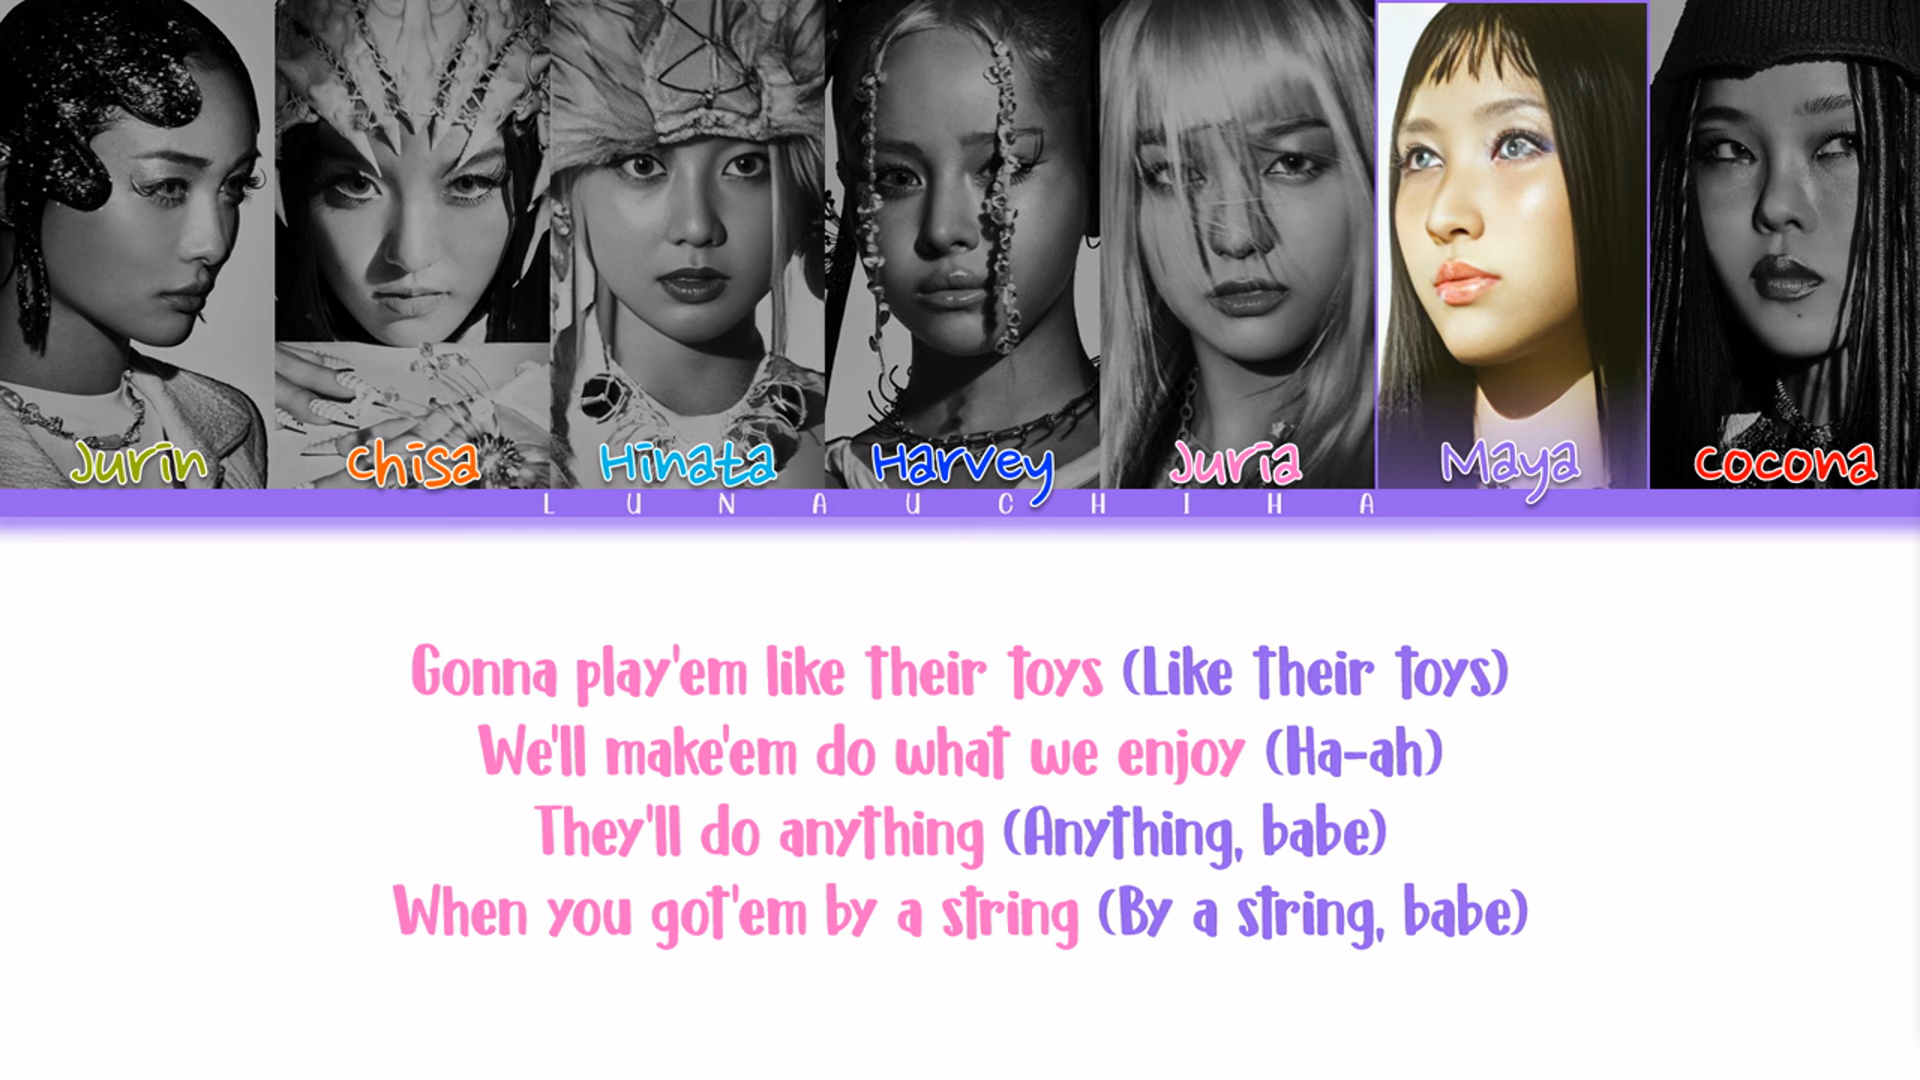 Jurin Chisa Hinata Harvey Juria Maya Cocona
LUNAUCHIHA
Gonna play'em like their toys (Like their toys)
We'll make'em do what we enjoy (Ha-ah)
They'll do anything (Anything, babe)
When you got'em by a string (By a string, babe)